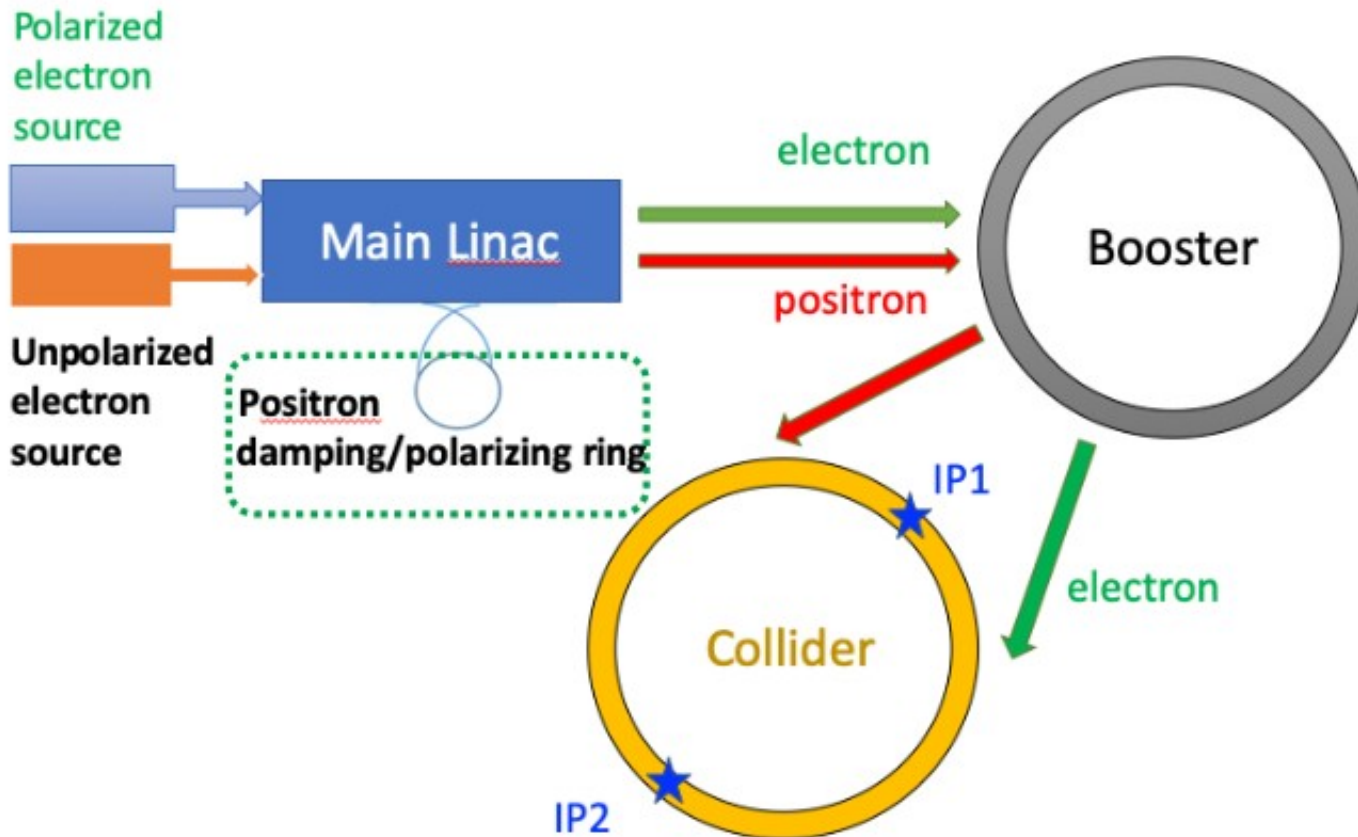 Polarized
electron
source
Main Linac
Unpolarized
electron
source
Positron
damping/polarizing ring
electron
positron
Booster
IP1
electron
Collider
IP2